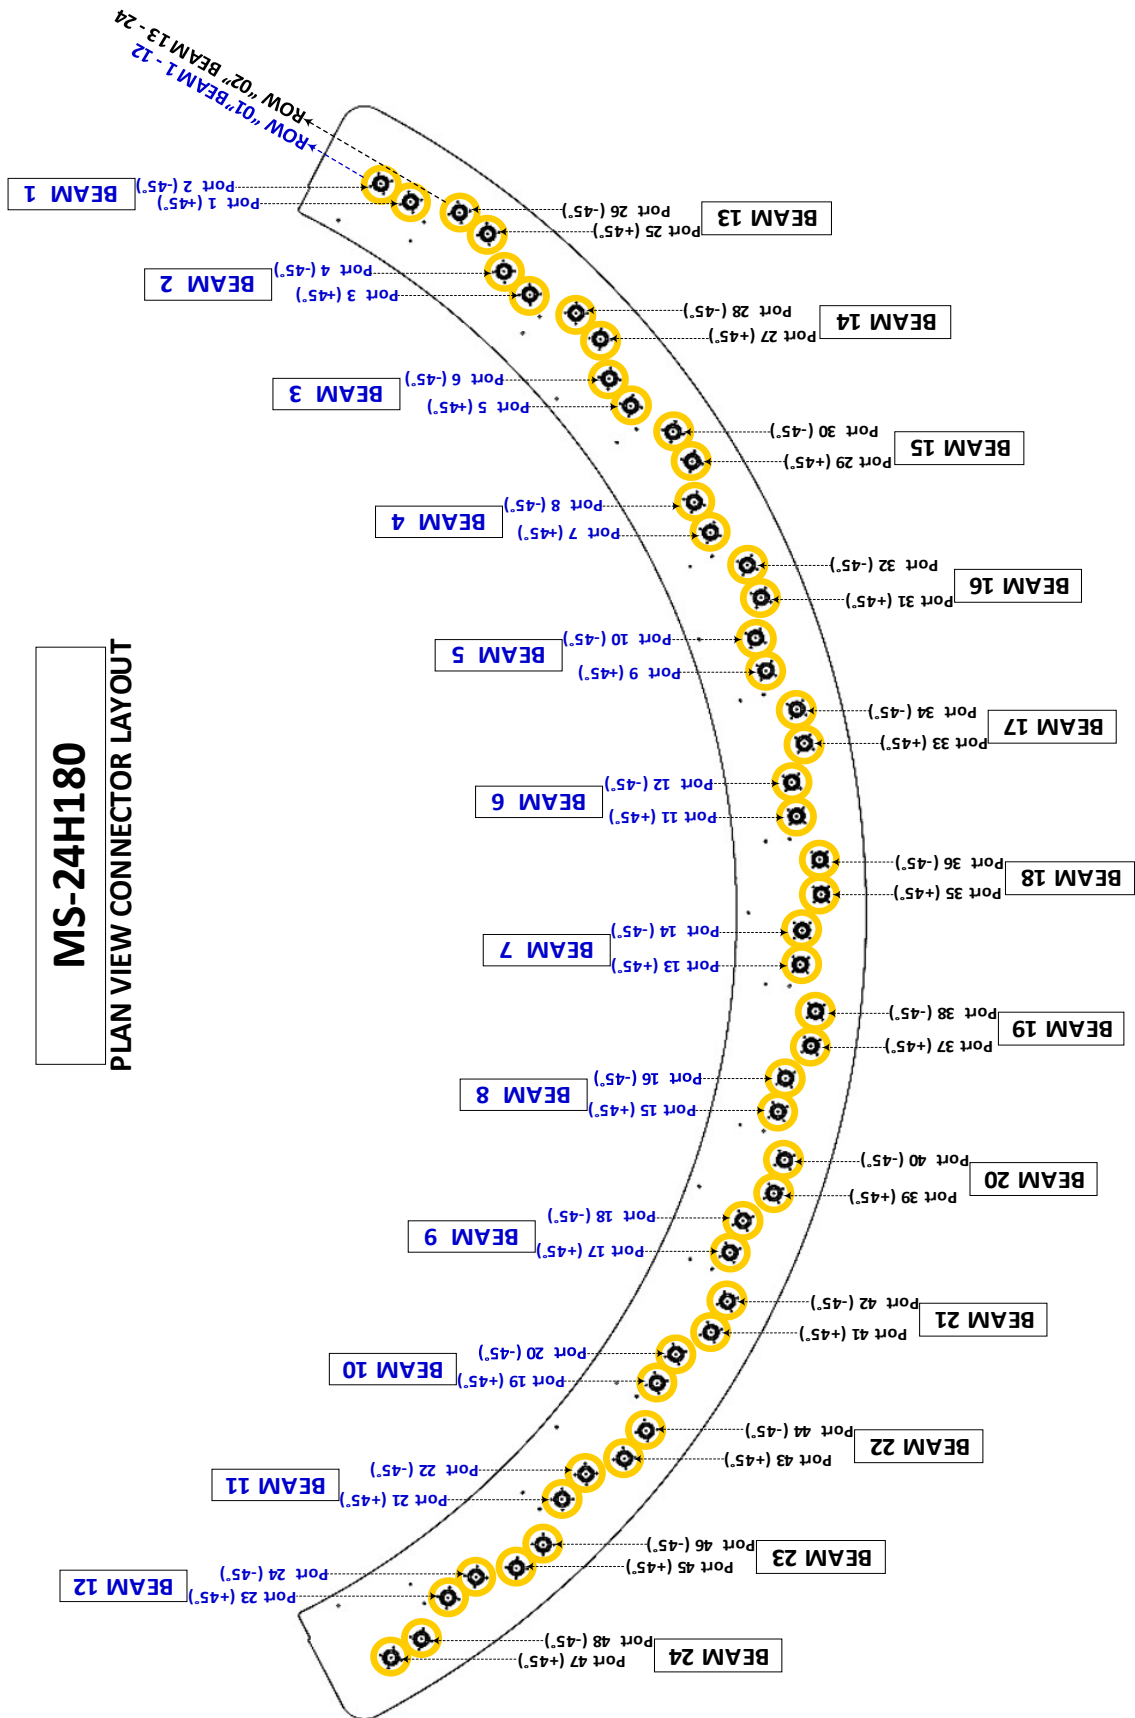 MS-24H180
PLAN VIEW CONNECTOR LAYOUT
ROW "02" BEAM 13 - 24
ROW "01"BEAM 1 - 12
BEAM 1
Port 2 (-45°)
Port 1 (+45°)
BEAM 2
Port 4 (-45°)
Port 3 (+45°)
BEAM 3
Port 6 (-45°)
Port 5 (+45°)
BEAM 4
Port 8 (-45°)
Port 7 (+45°)
BEAM 5
Port 10 (-45°)
Port 9 (+45°)
BEAM 6
Port 12 (-45°)
Port 11 (+45°)
BEAM 7
Port 14 (-45°)
Port 13 (+45°)
BEAM 8
Port 16 (-45°)
Port 15 (+45°)
BEAM 9
Port 18 (-45°)
Port 17 (+45°)
BEAM 10
Port 20 (-45°)
Port 19 (+45°)
BEAM 11
Port 22 (-45°)
Port 21 (+45°)
BEAM 12
Port 24 (-45°)
Port 23 (+45°)
BEAM 13
Port 26 (-45°)
Port 25 (+45°)
BEAM 14
Port 28 (-45°)
Port 27 (+45°)
BEAM 15
Port 30 (-45°)
Port 29 (+45°)
BEAM 16
Port 32 (-45°)
Port 31 (+45°)
BEAM 17
Port 34 (-45°)
Port 33 (+45°)
BEAM 18
Port 36 (-45°)
Port 35 (+45°)
BEAM 19
Port 38 (-45°)
Port 37 (+45°)
BEAM 20
Port 40 (-45°)
Port 39 (+45°)
BEAM 21
Port 42 (-45°)
Port 41 (+45°)
BEAM 22
Port 44 (-45°)
Port 43 (+45°)
BEAM 23
Port 46 (-45°)
Port 45 (+45°)
BEAM 24
Port 48 (-45°)
Port 47 (+45°)